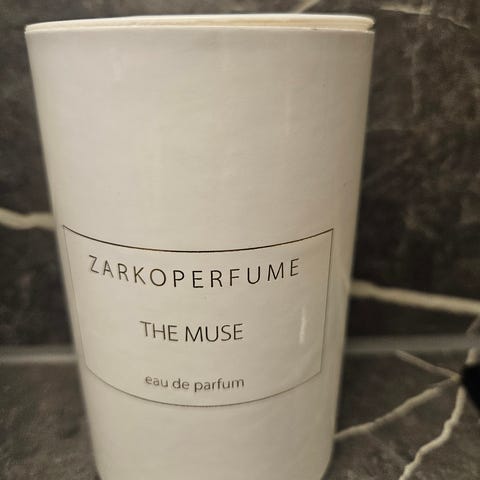 ZARKOPERFUME
THE MUSE
eau de parfum